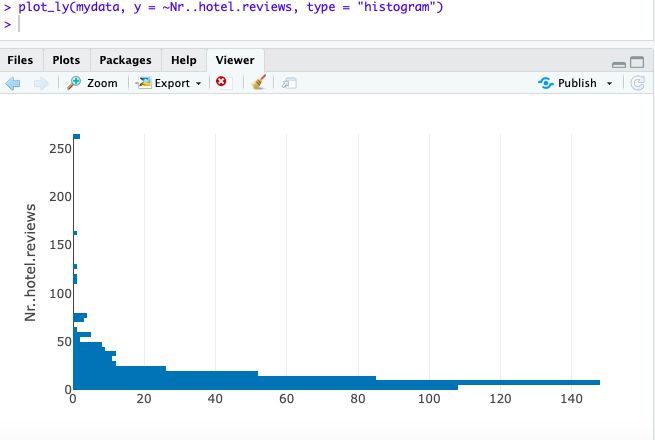 > plot_ly(mydata, y = ~Nr..hotel.reviews, type = "histogram")
>
Files Plots Packages Help Viewer
Zoom Export Publish
250
200
150
100
50
0
Nr..hotel.reviews
0 20 40 60 80 100 120 140